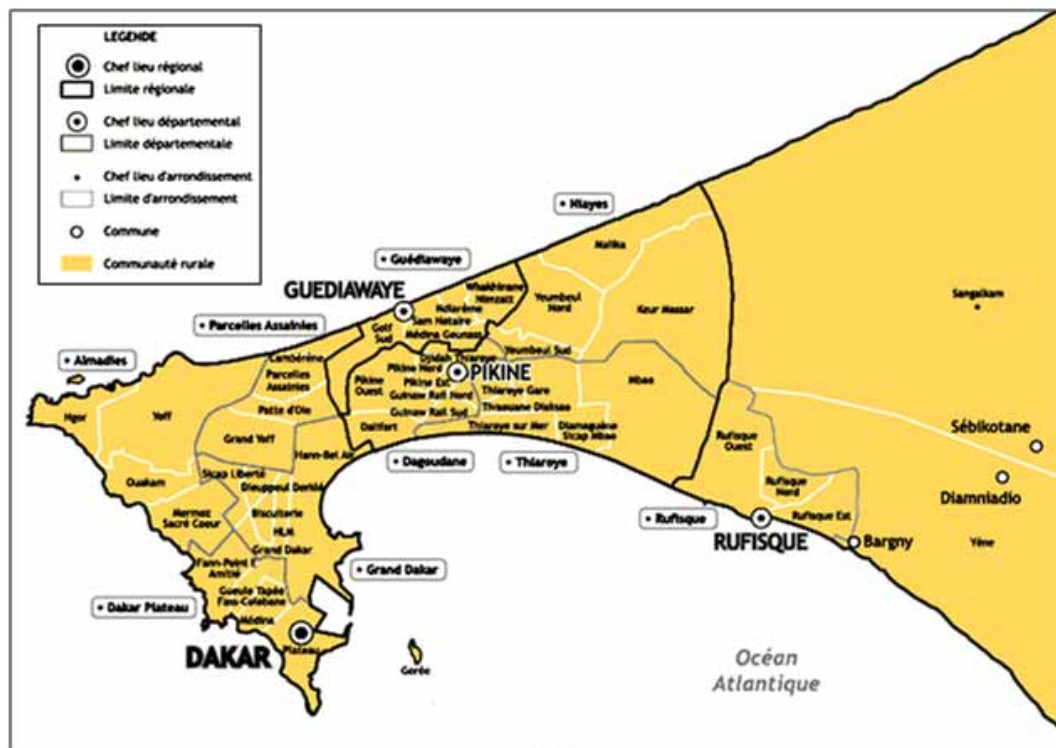 LEGENDE
Chef lieu régional
Limite régionale
Chef lieu départemental
Limite départementale
Chef lieu d'arrondissement
Limite d'arrondissement
Commune
Communauté rurale
• Niayes
• Guédiawaye
GUEDIAWAYE
• Parcelles Assainies
• Almadies
Malika
Whakhinane
Nimzatt
Yeumbeul
Nord
Keur Massar
Sangalkam
Ndiarème
Sam Notaire
Golf
Sud
Médina Gounass
Yeumbeul Sud
Cambérène
Parcelles
Assainies
Djidah Thiaroye
Pikine Nord
PIKINE
Pikine
Ouest
Pikine Est
Guinaw Rail Nord
Guinaw Rail Sud
Thiaroye Gare
Thiaroye sur Mer
Diamaguène
Sicap Mbao
Mbao
Ngor
Yoff
Patte d'Oie
Grand Yoff
Dalifort
Hann-Bel Air
• Dagoudane
• Thiaroye
Ouakam
Sicap Liberté
Dieuppeul Derklé
Mermoz
Sacré Coeur
Biscuiterie
HLM
Grand Dakar
Rufisque
Ouest
Rufisque
Nord
Rufisque Est
• Rufisque
RUFISQUE
Bargny
Sébikotane
Diamniadio
Yène
Fann-Point E
Amitié
• Grand Dakar
Gueule Tapée
Fass-Colobane
• Dakar Plateau
Médina
DAKAR
Plateau
Gorée
Océan
Atlantique